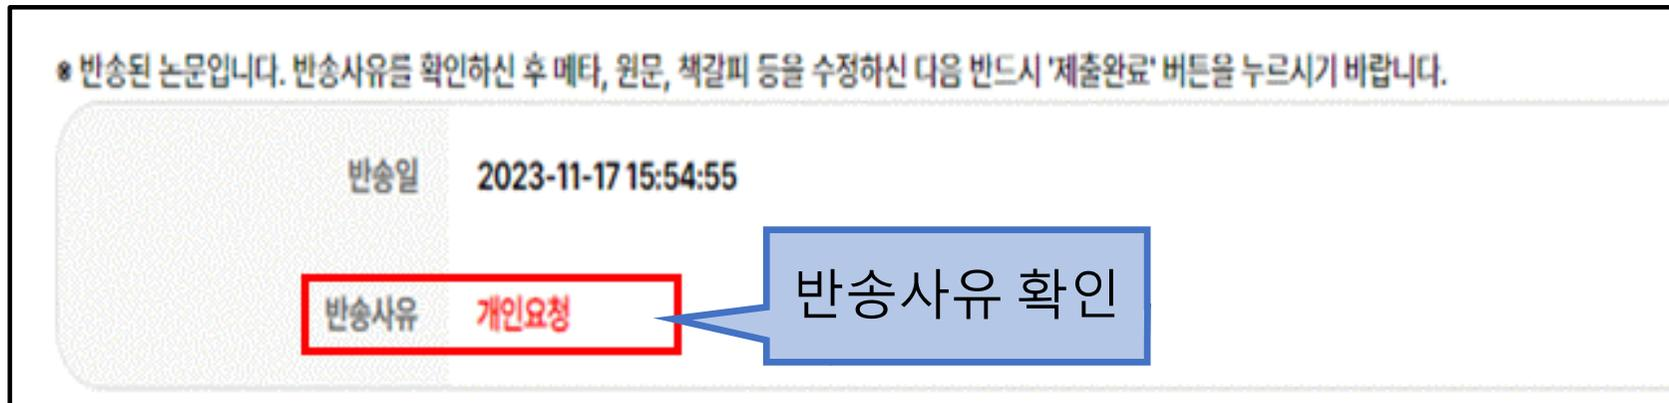 ※ 반송된 논문입니다. 반송사유를 확인하신 후 메타, 원문, 책갈피 등을 수정하신 다음 반드시 '제출완료' 버튼을 누르시기 바랍니다.
반송일 2023-11-17 15:54:55
반송사유 개인요청
반송사유 확인